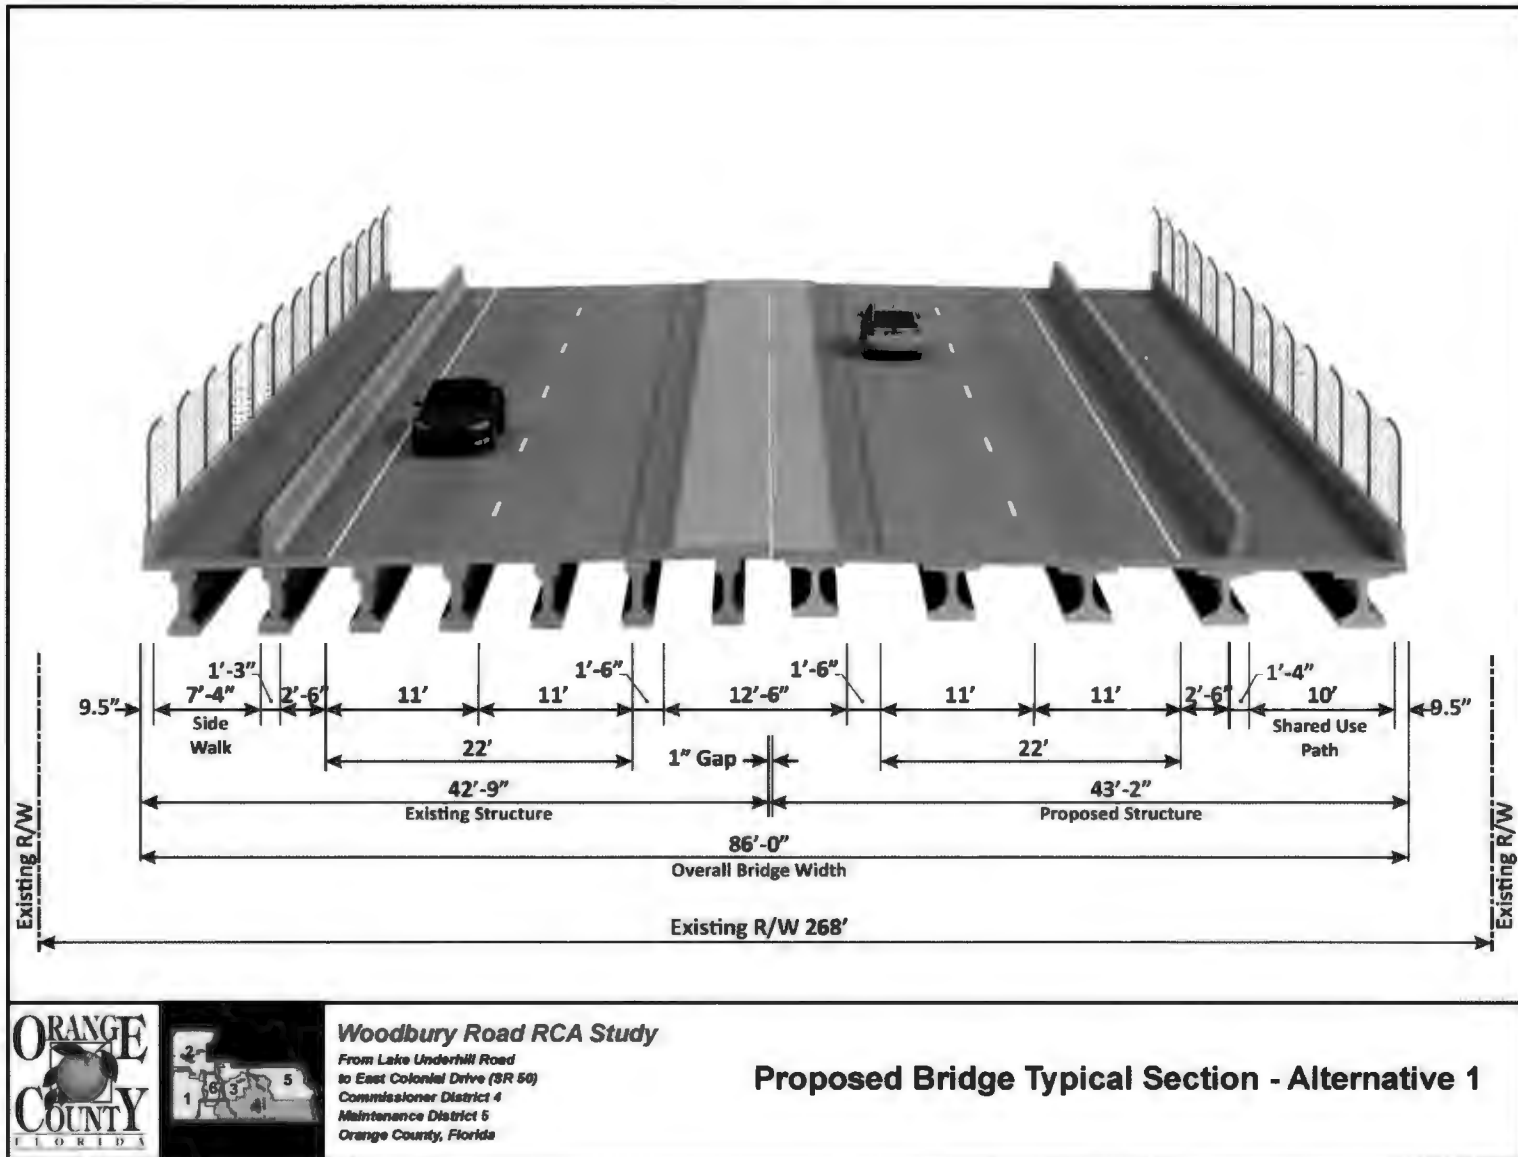 1'-3"
1'-6"
1'-6"
1'-4"
9.5"
7'-4"
2'-6"
11'
11'
12'-6"
11'
11'
2'-6"
10'
9.5"
Side
Walk
Shared Use
Path
22'
1" Gap
22'
42'-9"
43'-2"
Existing Structure
Proposed Structure
86'-0"
Overall Bridge Width
Existing R/W
Existing R/W
Existing R/W 268'
ORANGE
COUNTY
FLORIDA
2
1
6
3
4
5
Woodbury Road RCA Study
From Lake Underhill Road
to East Colonial Drive (SR 50)
Commissioner District 4
Maintenance District 5
Orange County, Florida
Proposed Bridge Typical Section - Alternative 1